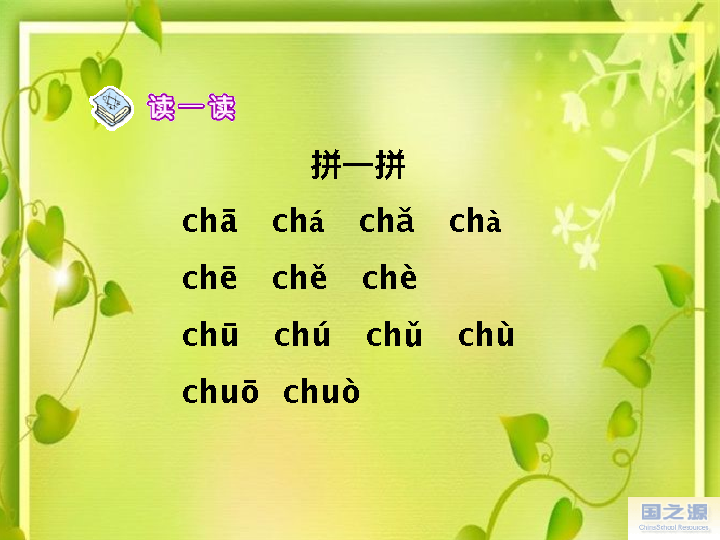 读一读
拼一拼
chā chá chǎ chà
chē chě chè
chū chú chǔ chù
chuō chuò
国之源
ChinaSchool Resources